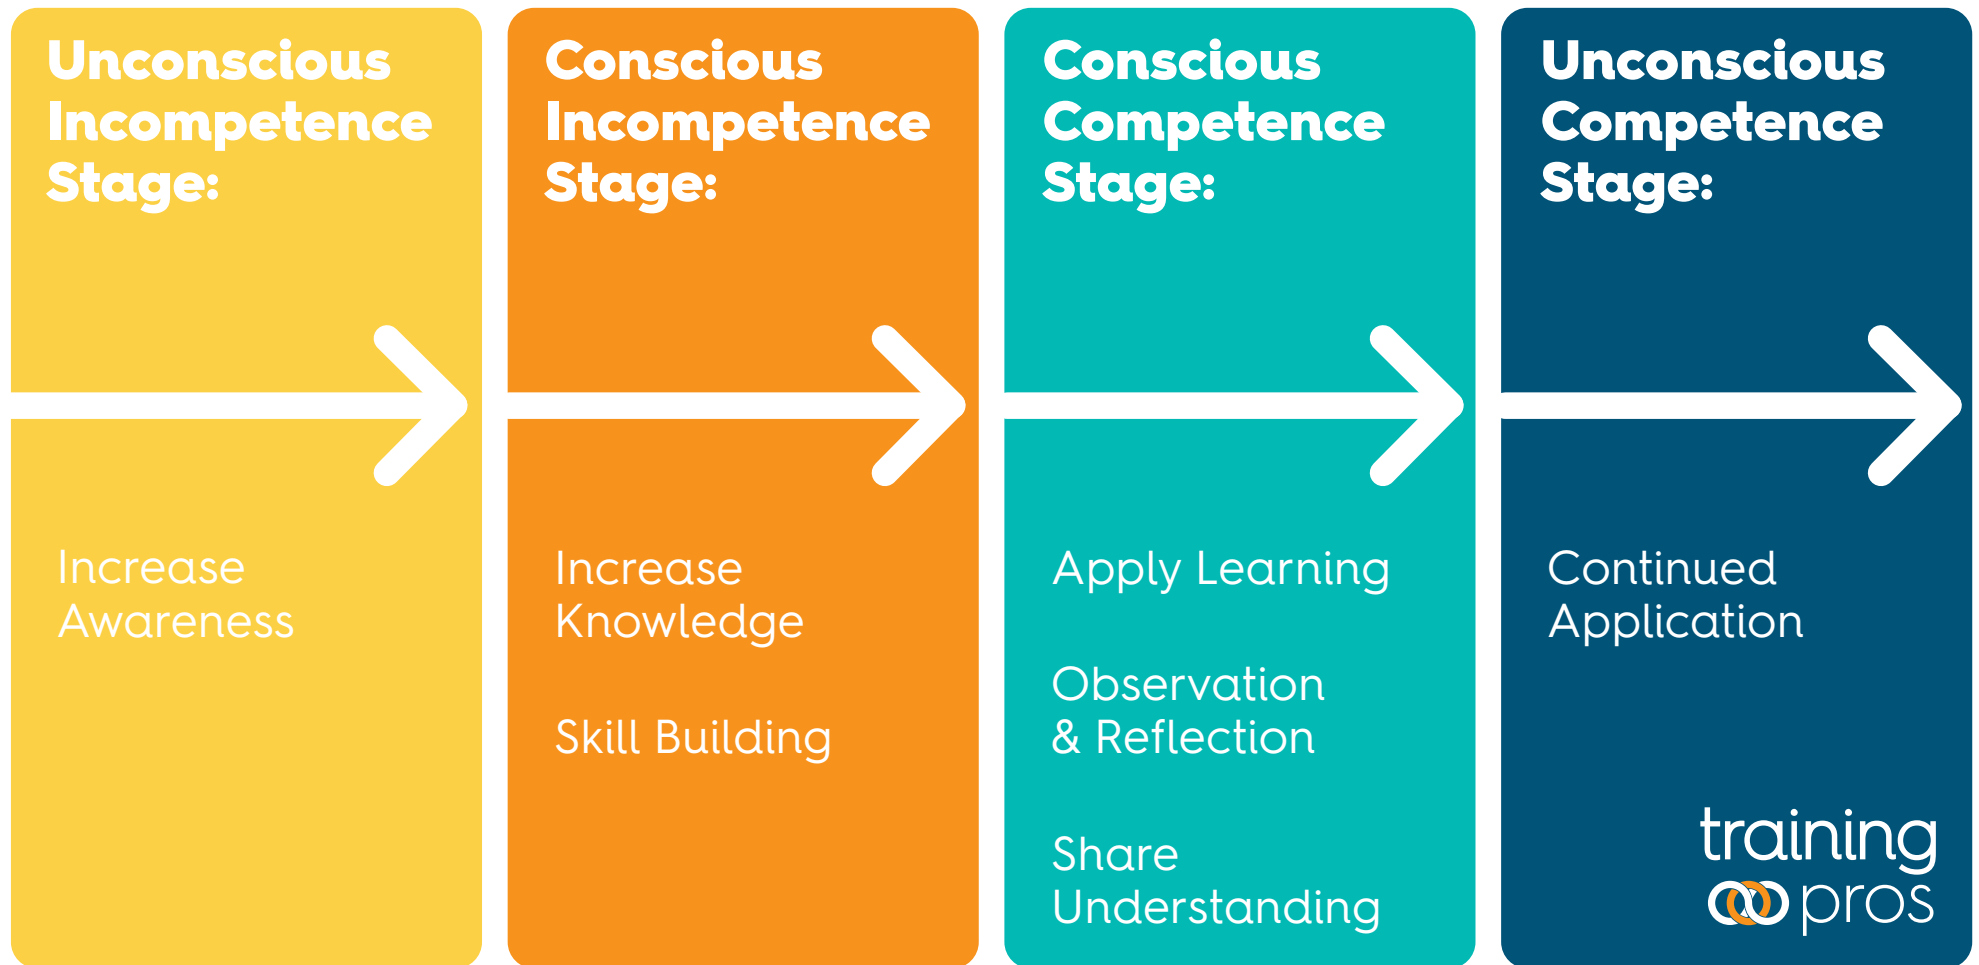 Unconscious
Incompetence
Stage:
Increase
Awareness
Conscious
Incompetence
Stage:
Increase
Knowledge
Skill Building
Conscious
Competence
Stage:
Apply Learning
Observation
& Reflection
Share
Understanding
Unconscious
Competence
Stage:
Continued
Application
training
pros